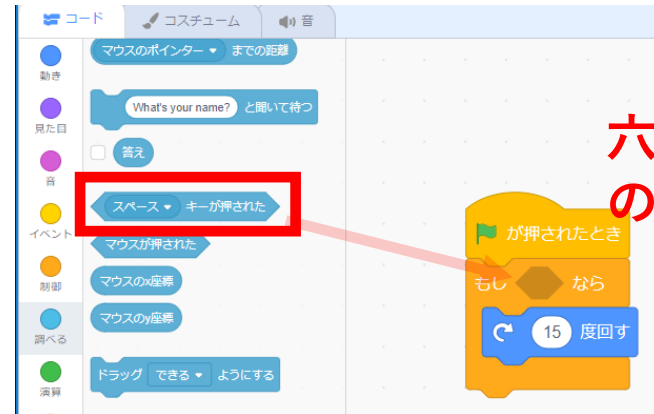 コード
コスチューム
音
動き
見た目
音
イベント
制御
調べる
演算
マウスのポインター までの距離
What's your name? と聞いて待つ
答え
スペース キーが押された
マウスが押された
マウスのx座標
マウスのy座標
ドラッグ できる ようにする
六
の
が押されたとき
もし なら
15 度回す